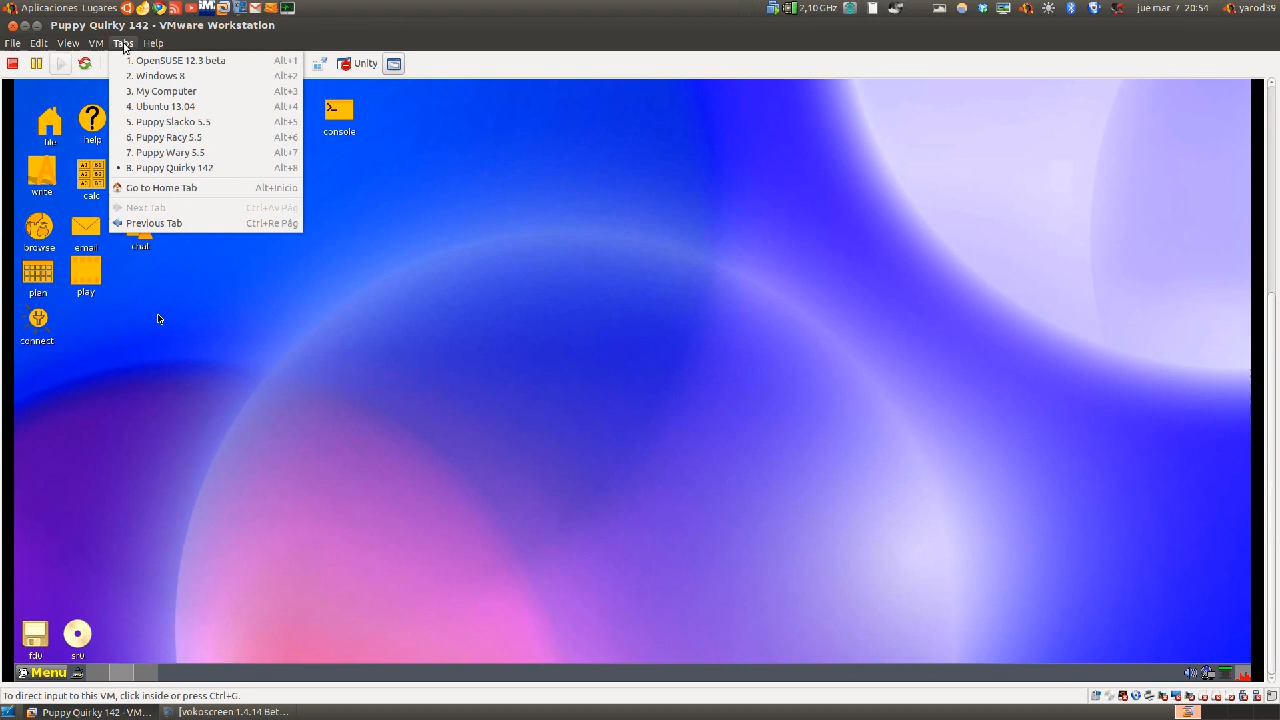 Aplicaciones Lugares
2,10 GHz
jue mar 7 20:54
yarod39
Puppy Quirky 142 - VMware Workstation
File Edit View VM Tabs Help
Unity
1. OpenSUSE 12.3 beta Alt+1
2. Windows 8 Alt+2
3. My Computer Alt+3
4. Ubuntu 13.04 Alt+4
5. Puppy Slacko 5.5 Alt+5
6. Puppy Racy 5.5 Alt+6
7. Puppy Wary 5.5 Alt+7
8. Puppy Quirky 142 Alt+8
Go to Home Tab Alt+Inicio
Next Tab Ctrl+Av Pág
Previous Tab Ctrl+Re Pág
file help
console
write calc
browse email chat
plan play
connect
fd0 sr0
Menu
To direct input to this VM, click inside or press Ctrl+G.
Puppy Quirky 142 - VM...
[vokoscreen 1.4.14 Bet...